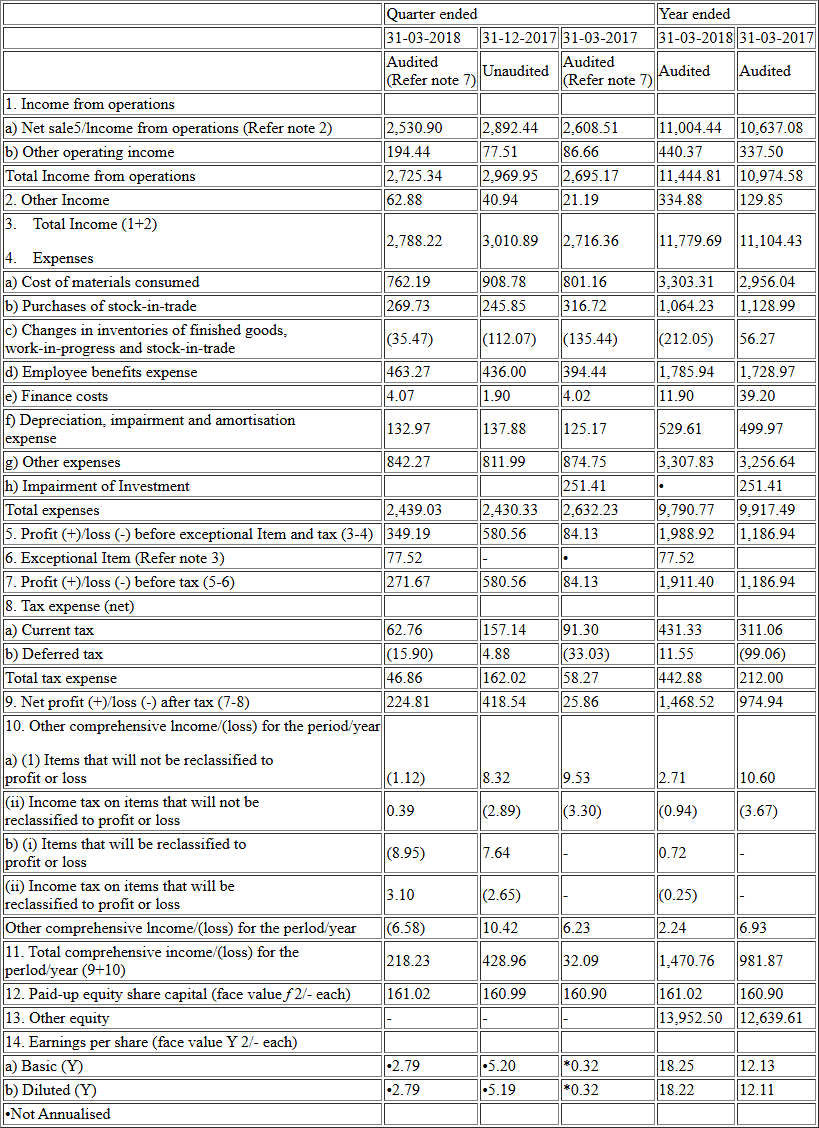 Quarter ended Year ended
31-03-2018 31-12-2017 31-03-2017 31-03-2018 31-03-2017
Audited (Refer note 7) Unaudited Audited (Refer note 7) Audited Audited
1. Income from operations
a) Net sale5/lncome from operations (Refer note 2) 2,530.90 2,892.44 2,608.51 11,004.44 10,637.08
b) Other operating income 194.44 77.51 86.66 440.37 337.50
Total Income from operations 2,725.34 2,969.95 2,695.17 11,444.81 10,974.58
2. Other Income 62.88 40.94 21.19 334.88 129.85
3. Total Income (1+2)
4. Expenses
2,788.22 3,010.89 2,716.36 11,779.69 11,104.43
a) Cost of materials consumed 762.19 908.78 801.16 3,303.31 2,956.04
b) Purchases of stock-in-trade 269.73 245.85 316.72 1,064.23 1,128.99
c) Changes in inventories of finished goods,
work-in-progress and stock-in-trade (35.47) (112.07) (135.44) (212.05) 56.27
d) Employee benefits expense 463.27 436.00 394.44 1,785.94 1,728.97
e) Finance costs 4.07 1.90 4.02 11.90 39.20
f) Depreciation, impairment and amortisation
expense 132.97 137.88 125.17 529.61 499.97
g) Other expenses 842.27 811.99 874.75 3,307.83 3,256.64
h) Impairment of Investment 251.41 • 251.41
Total expenses 2,439.03 2,430.33 2,632.23 9,790.77 9,917.49
5. Profit (+)/loss (-) before exceptional Item and tax (3-4) 349.19 580.56 84.13 1,988.92 1,186.94
6. Exceptional Item (Refer note 3) 77.52 - • 77.52
7. Profit (+)/loss (-) before tax (5-6) 271.67 580.56 84.13 1,911.40 1,186.94
8. Tax expense (net)
a) Current tax 62.76 157.14 91.30 431.33 311.06
b) Deferred tax (15.90) 4.88 (33.03) 11.55 (99.06)
Total tax expense 46.86 162.02 58.27 442.88 212.00
9. Net profit (+)/loss (-) after tax (7-8) 224.81 418.54 25.86 1,468.52 974.94
10. Other comprehensive lncome/(loss) for the period/year
a) (1) Items that will not be reclassified to
profit or loss (1.12) 8.32 9.53 2.71 10.60
(ii) Income tax on items that will not be
reclassified to profit or loss 0.39 (2.89) (3.30) (0.94) (3.67)
b) (i) Items that will be reclassified to
profit or loss (8.95) 7.64 - 0.72 -
(ii) Income tax on items that will be
reclassified to profit or loss 3.10 (2.65) - (0.25) -
Other comprehensive lncome/(loss) for the perlod/year (6.58) 10.42 6.23 2.24 6.93
11. Total comprehensive income/(loss) for the
perlod/year (9+10) 218.23 428.96 32.09 1,470.76 981.87
12. Paid-up equity share capital (face value f 2/- each) 161.02 160.99 160.90 161.02 160.90
13. Other equity - - - 13,952.50 12,639.61
14. Earnings per share (face value Y 2/- each)
a) Basic (Y) •2.79 •5.20 *0.32 18.25 12.13
b) Diluted (Y) •2.79 •5.19 *0.32 18.22 12.11
•Not Annualised